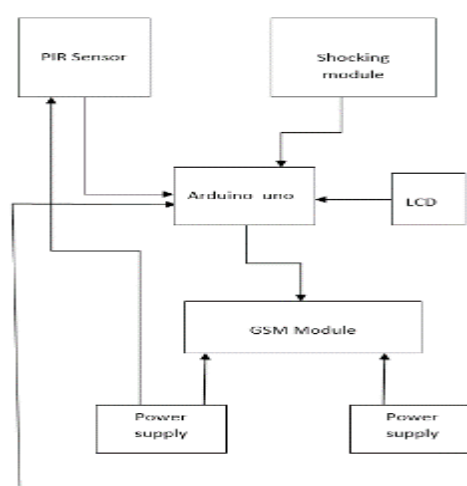 PIR Sensor
Shocking
module
Arduino uno
LCD
GSM Module
Power
supply
Power
supply